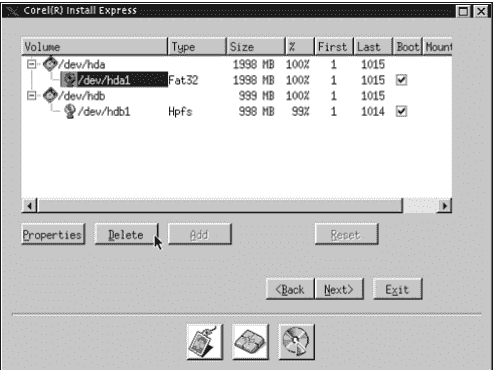 Corel(R) Install Express
Volume Type Size % First Last Boot Mount
/dev/hda 1998 MB 100% 1 1015
/dev/hda1 Fat32 1998 MB 100% 1 1015
/dev/hdb 999 MB 100% 1 1015
/dev/hdb1 Hpfs 998 MB 99% 1 1014
Properties Delete Add Reset
<Back Next> Exit